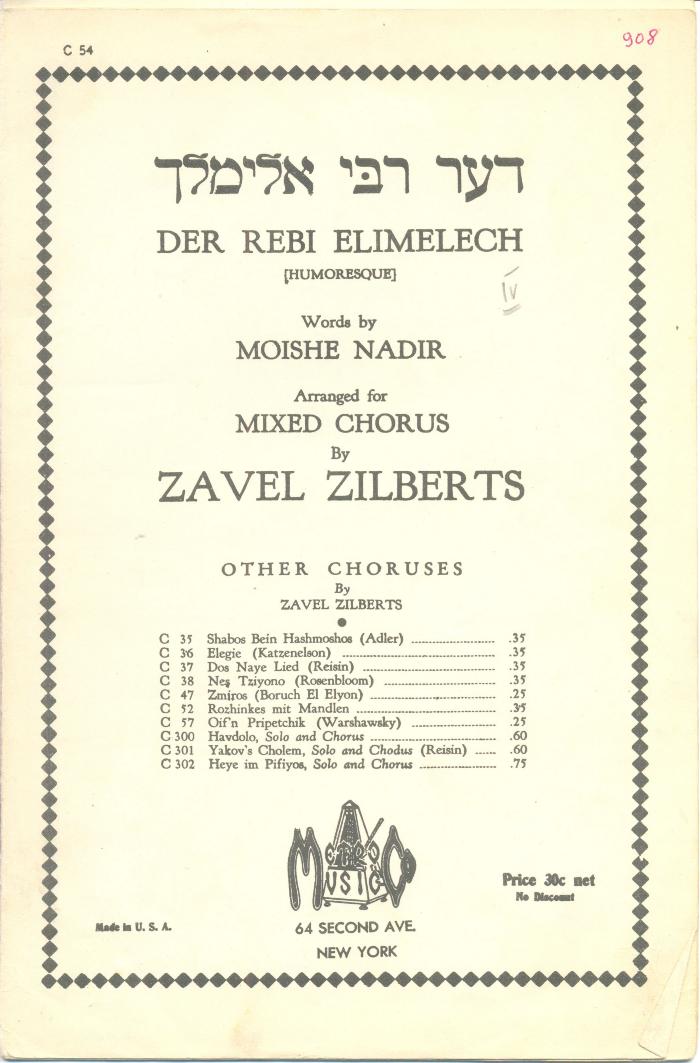 C 54
908
דער רבי אלימלך
DER REBI ELIMELECH
[HUMORESQUE]
IV
Words by
MOISHE NADIR
Arranged for
MIXED CHORUS
By
ZAVEL ZILBERTS
OTHER CHORUSES
By
ZAVEL ZILBERTS
C 35 Shabos Bein Hashmoshos (Adler) .35
C 36 Elegie (Katzenelson) .35
C 37 Dos Naye Lied (Reisin) .35
C 38 Nes Tziyono (Rosenbloom) .35
C 47 Zmiros (Boruch El Elyon) .25
C 52 Rozhinkes mit Mandlen .35
C 57 Oif'n Pripetchik (Warshawsky) .25
C 300 Havdolo, Solo and Chorus .60
C 301 Yakov's Cholem, Solo and Chodus (Reisin) .60
C 302 Heye im Pifiyos, Solo and Chorus .75
METRO
MUSIC Co
Price 30c net
No Discount
Made in U. S. A.
64 SECOND AVE.
NEW YORK